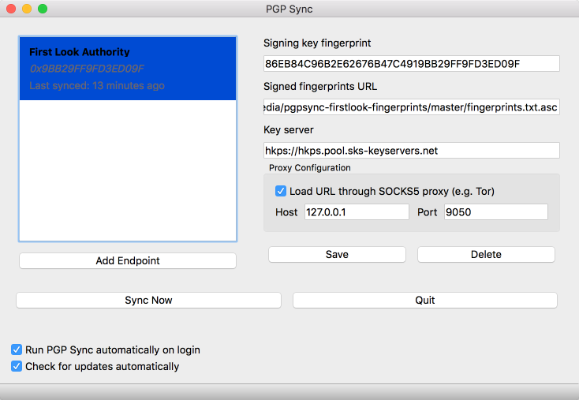 PGP Sync
First Look Authority
0x9BB29FF9FD3ED09F
Last synced: 13 minutes ago
Add Endpoint
Signing key fingerprint
86EB84C96B2E62676B47C4919BB29FF9FD3ED09F
Signed fingerprints URL
edia/pgpsync-firstlook-fingerprints/master/fingerprints.txt.asc
Key server
hkps://hkps.pool.sks-keyservers.net
Proxy Configuration
Load URL through SOCKS5 proxy (e.g. Tor)
Host 127.0.0.1 Port 9050
Save Delete
Sync Now Quit
Run PGP Sync automatically on login
Check for updates automatically